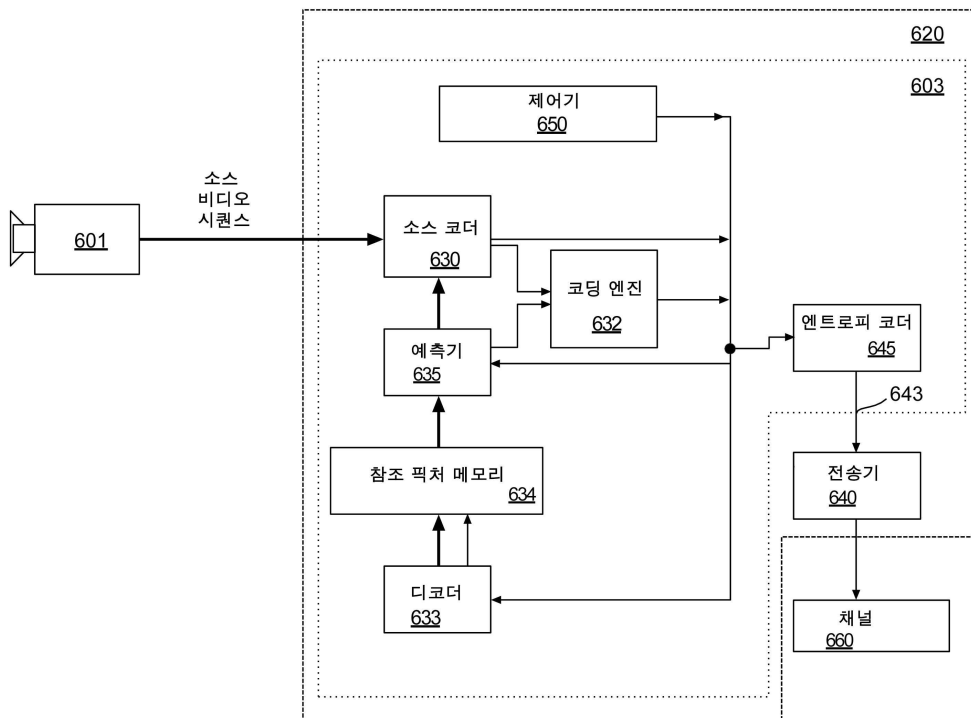 620
603
제어기
650
소스
비디오
시퀀스
601
소스 코더
630
코딩 엔진
632
엔트로피 코더
645
예측기
635
643
참조 픽처 메모리
634
전송기
640
디코더
633
채널
660